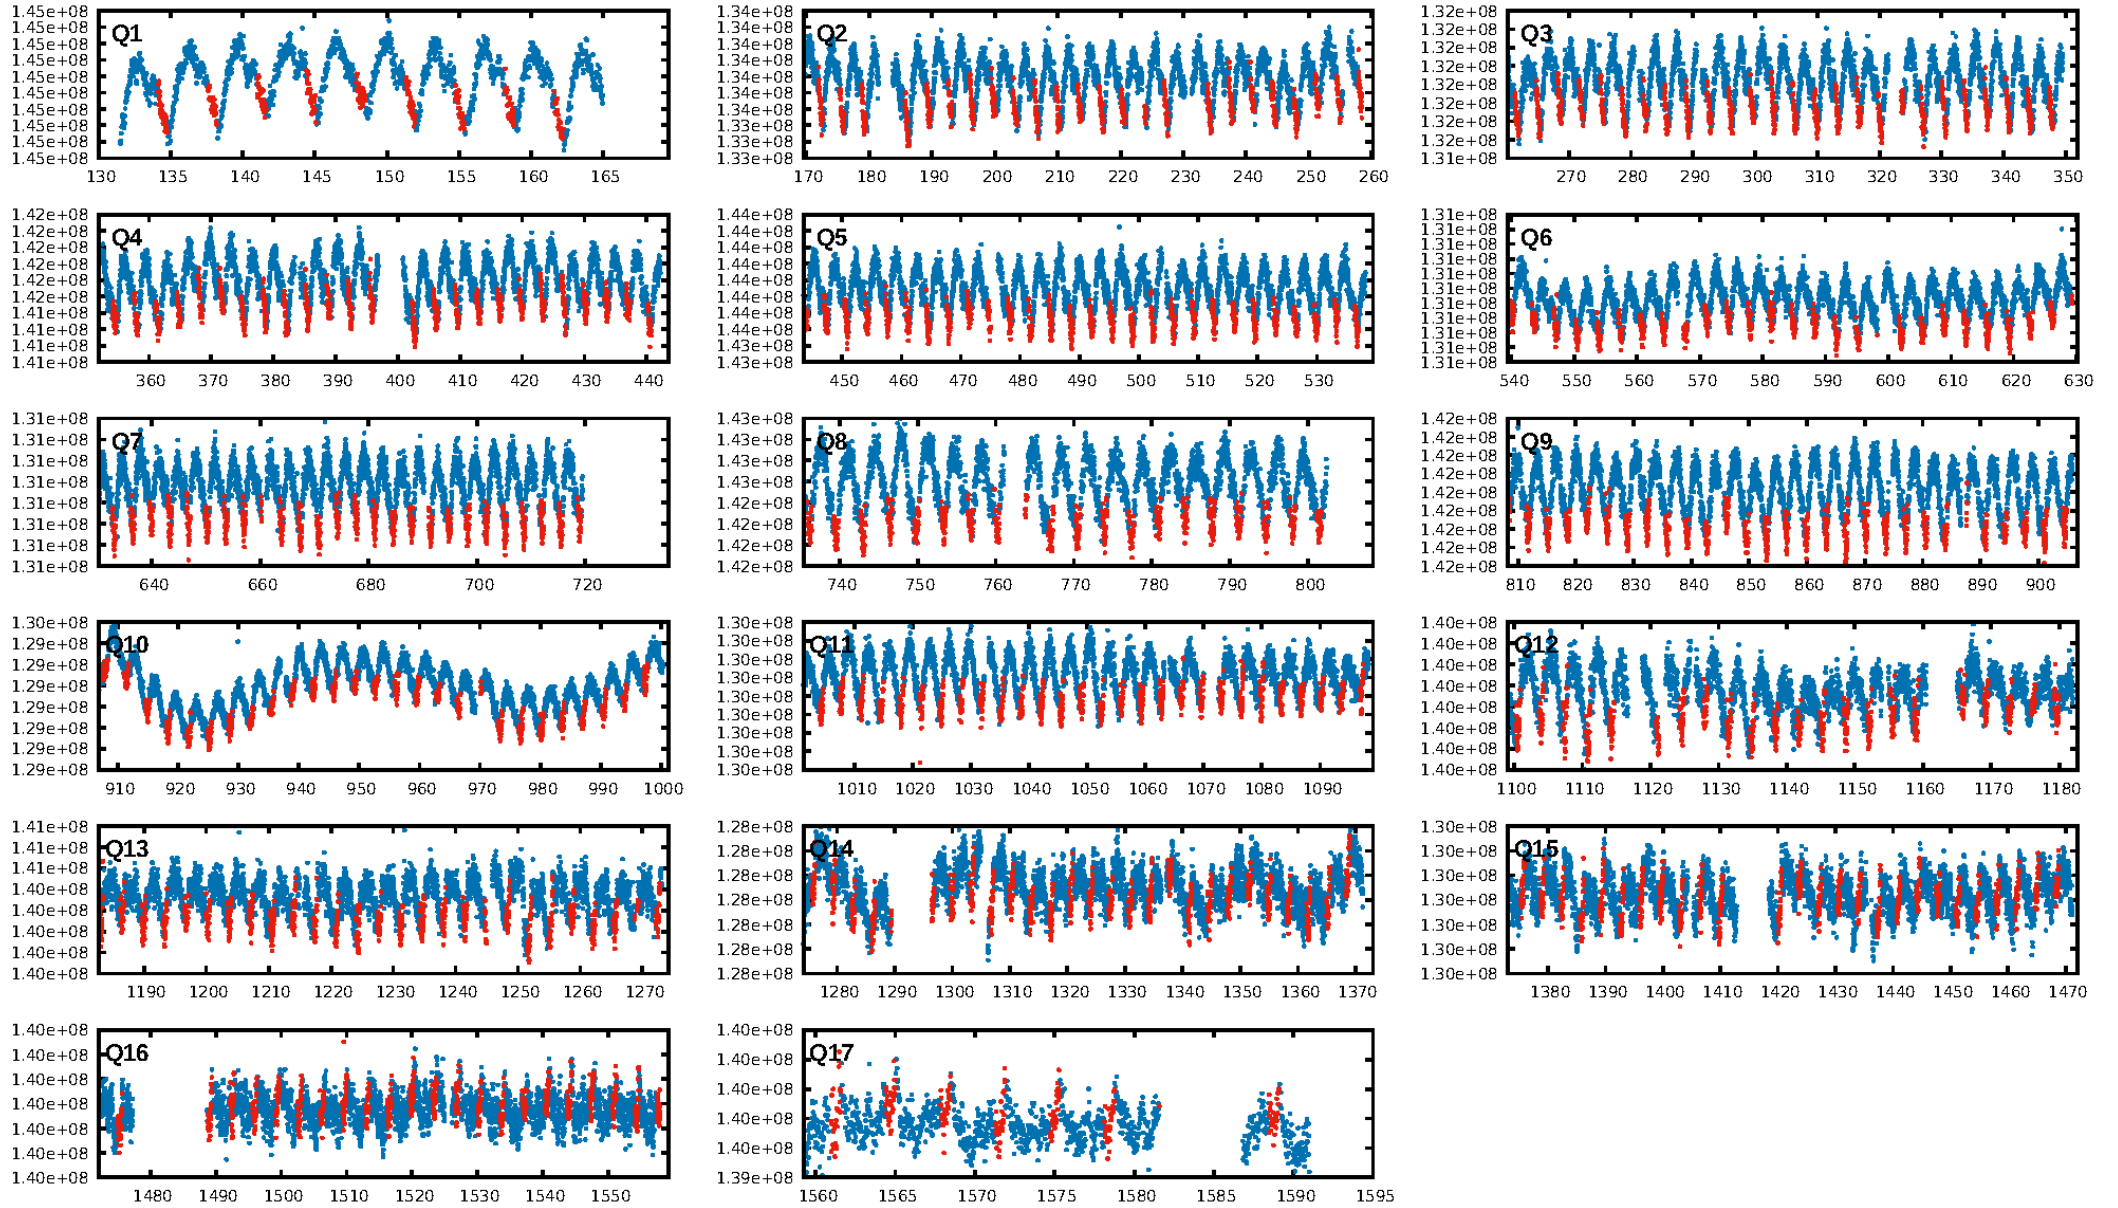 1.45e+08 1.45e+08 1.45e+08 1.45e+08 1.45e+08 1.45e+08 1.45e+08 1.45e+08 1.45e+08 1.45e+08
Q1
130 135 140 145 150 155 160 165
1.34e+08 1.34e+08 1.34e+08 1.34e+08 1.34e+08 1.34e+08 1.34e+08 1.33e+08 1.33e+08 1.33e+08
Q2
170 180 190 200 210 220 230 240 250 260
1.32e+08 1.32e+08 1.32e+08 1.32e+08 1.32e+08 1.32e+08 1.32e+08 1.32e+08 1.31e+08
Q3
270 280 290 300 310 320 330 340 350
1.42e+08 1.42e+08 1.42e+08 1.42e+08 1.42e+08 1.42e+08 1.41e+08 1.41e+08 1.41e+08
Q4
360 370 380 390 400 410 420 430 440
1.44e+08 1.44e+08 1.44e+08 1.44e+08 1.44e+08 1.44e+08 1.44e+08 1.43e+08 1.43e+08
Q5
450 460 470 480 490 500 510 520 530
1.31e+08 1.31e+08 1.31e+08 1.31e+08 1.31e+08 1.31e+08 1.31e+08 1.31e+08 1.31e+08 1.31e+08 1.31e+08
Q6
540 550 560 570 580 590 600 610 620 630
1.31e+08 1.31e+08 1.31e+08 1.31e+08 1.31e+08 1.31e+08 1.31e+08 1.31e+08
Q7
640 660 680 700 720
1.43e+08 1.43e+08 1.43e+08 1.43e+08 1.42e+08 1.42e+08 1.42e+08 1.42e+08
Q8
740 750 760 770 780 790 800
1.42e+08 1.42e+08 1.42e+08 1.42e+08 1.42e+08 1.42e+08 1.42e+08 1.42e+08 1.42e+08
Q9
810 820 830 840 850 860 870 880 890 900
1.30e+08 1.29e+08 1.29e+08 1.29e+08 1.29e+08 1.29e+08 1.29e+08 1.29e+08
Q10
910 920 930 940 950 960 970 980 990 1000
1.30e+08 1.30e+08 1.30e+08 1.30e+08 1.30e+08 1.30e+08 1.30e+08 1.30e+08 1.30e+08
Q11
1010 1020 1030 1040 1050 1060 1070 1080 1090
1.40e+08 1.40e+08 1.40e+08 1.40e+08 1.40e+08 1.40e+08 1.40e+08 1.40e+08
Q12
1100 1110 1120 1130 1140 1150 1160 1170 1180
1.41e+08 1.41e+08 1.41e+08 1.40e+08 1.40e+08 1.40e+08 1.40e+08 1.40e+08
Q13
1190 1200 1210 1220 1230 1240 1250 1260 1270
1.28e+08 1.28e+08 1.28e+08 1.28e+08 1.28e+08 1.28e+08 1.28e+08
Q14
1280 1290 1300 1310 1320 1330 1340 1350 1360 1370
1.30e+08 1.30e+08 1.30e+08 1.30e+08 1.30e+08 1.30e+08 1.30e+08
Q15
1380 1390 1400 1410 1420 1430 1440 1450 1460 1470
1.40e+08 1.40e+08 1.40e+08 1.40e+08 1.40e+08 1.40e+08 1.40e+08
Q16
1480 1490 1500 1510 1520 1530 1540 1550
1.40e+08 1.40e+08 1.40e+08 1.40e+08 1.40e+08 1.39e+08
Q17
1560 1565 1570 1575 1580 1585 1590 1595